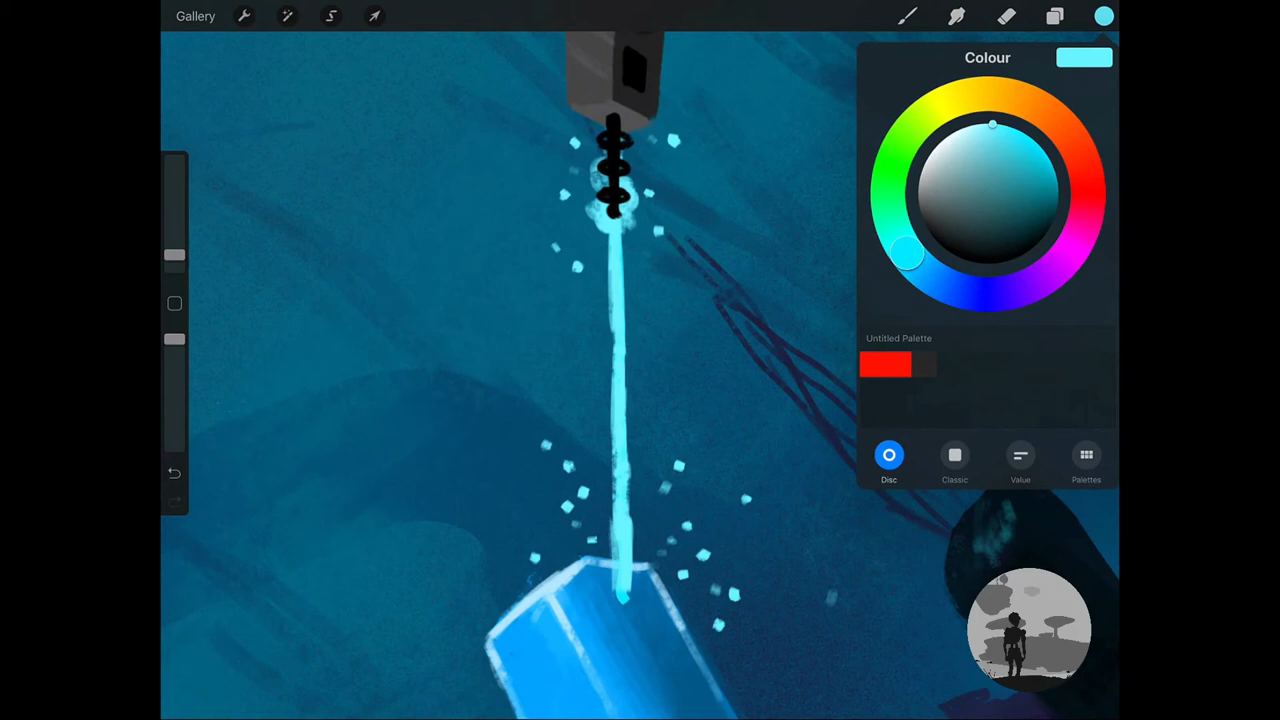 Gallery
Colour
Untitled Palette
Disc
Classic
Value
Palettes